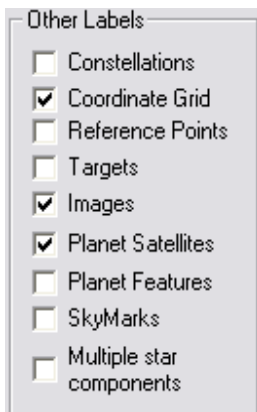 Other Labels
Constellations
Coordinate Grid
Reference Points
Targets
Images
Planet Satellites
Planet Features
SkyMarks
Multiple star
components